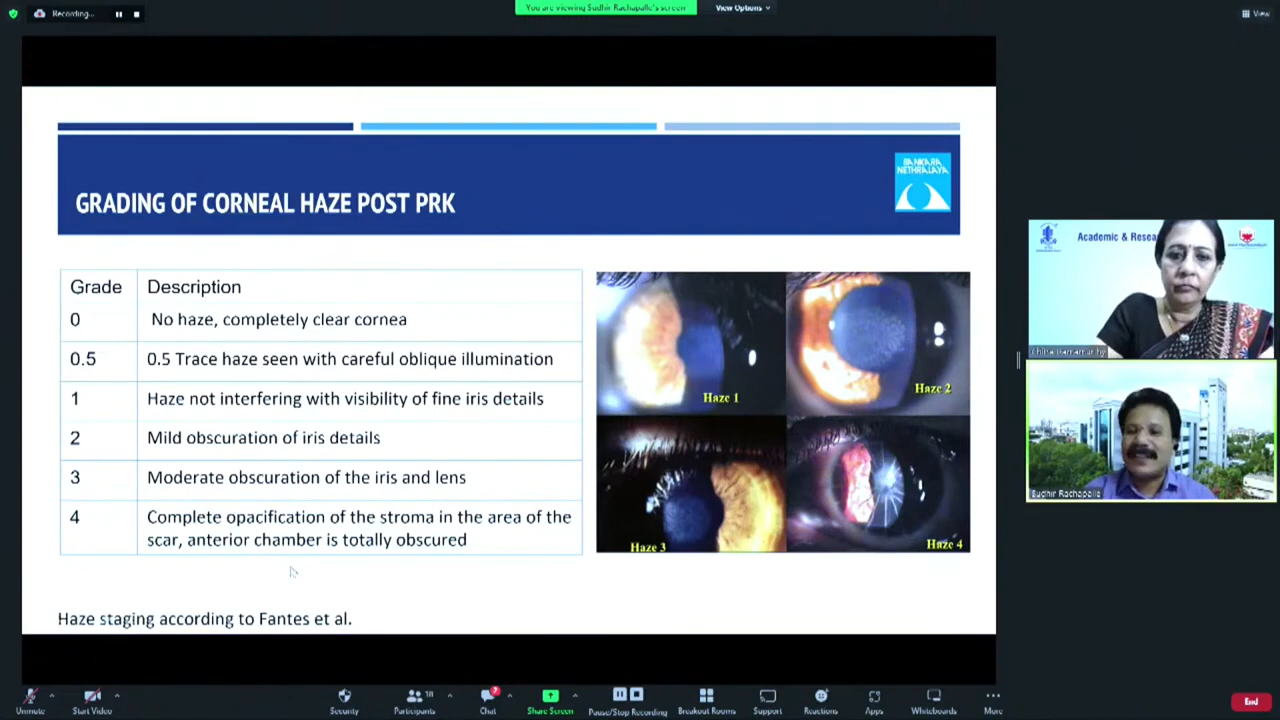 Recording...
You are viewing Sudhir Rachapalle's screen
View Options
View
GRADING OF CORNEAL HAZE POST PRK
SANKARA
NETHRALAYA
Grade Description
0 No haze, completely clear cornea
0.5 0.5 Trace haze seen with careful oblique illumination
1 Haze not interfering with visibility of fine iris details
2 Mild obscuration of iris details
3 Moderate obscuration of the iris and lens
4 Complete opacification of the stroma in the area of the
scar, anterior chamber is totally obscured
Haze 1
Haze 2
Haze 3
Haze 4
Haze staging according to Fantes et al.
Academic & Resea
Sudhir Rachapalle
Unmute
Start Video
Security
Participants
18
Chat
7
Share Screen
Pause/Stop Recording
Breakout Rooms
Support
Reactions
Apps
Whiteboards
More
End